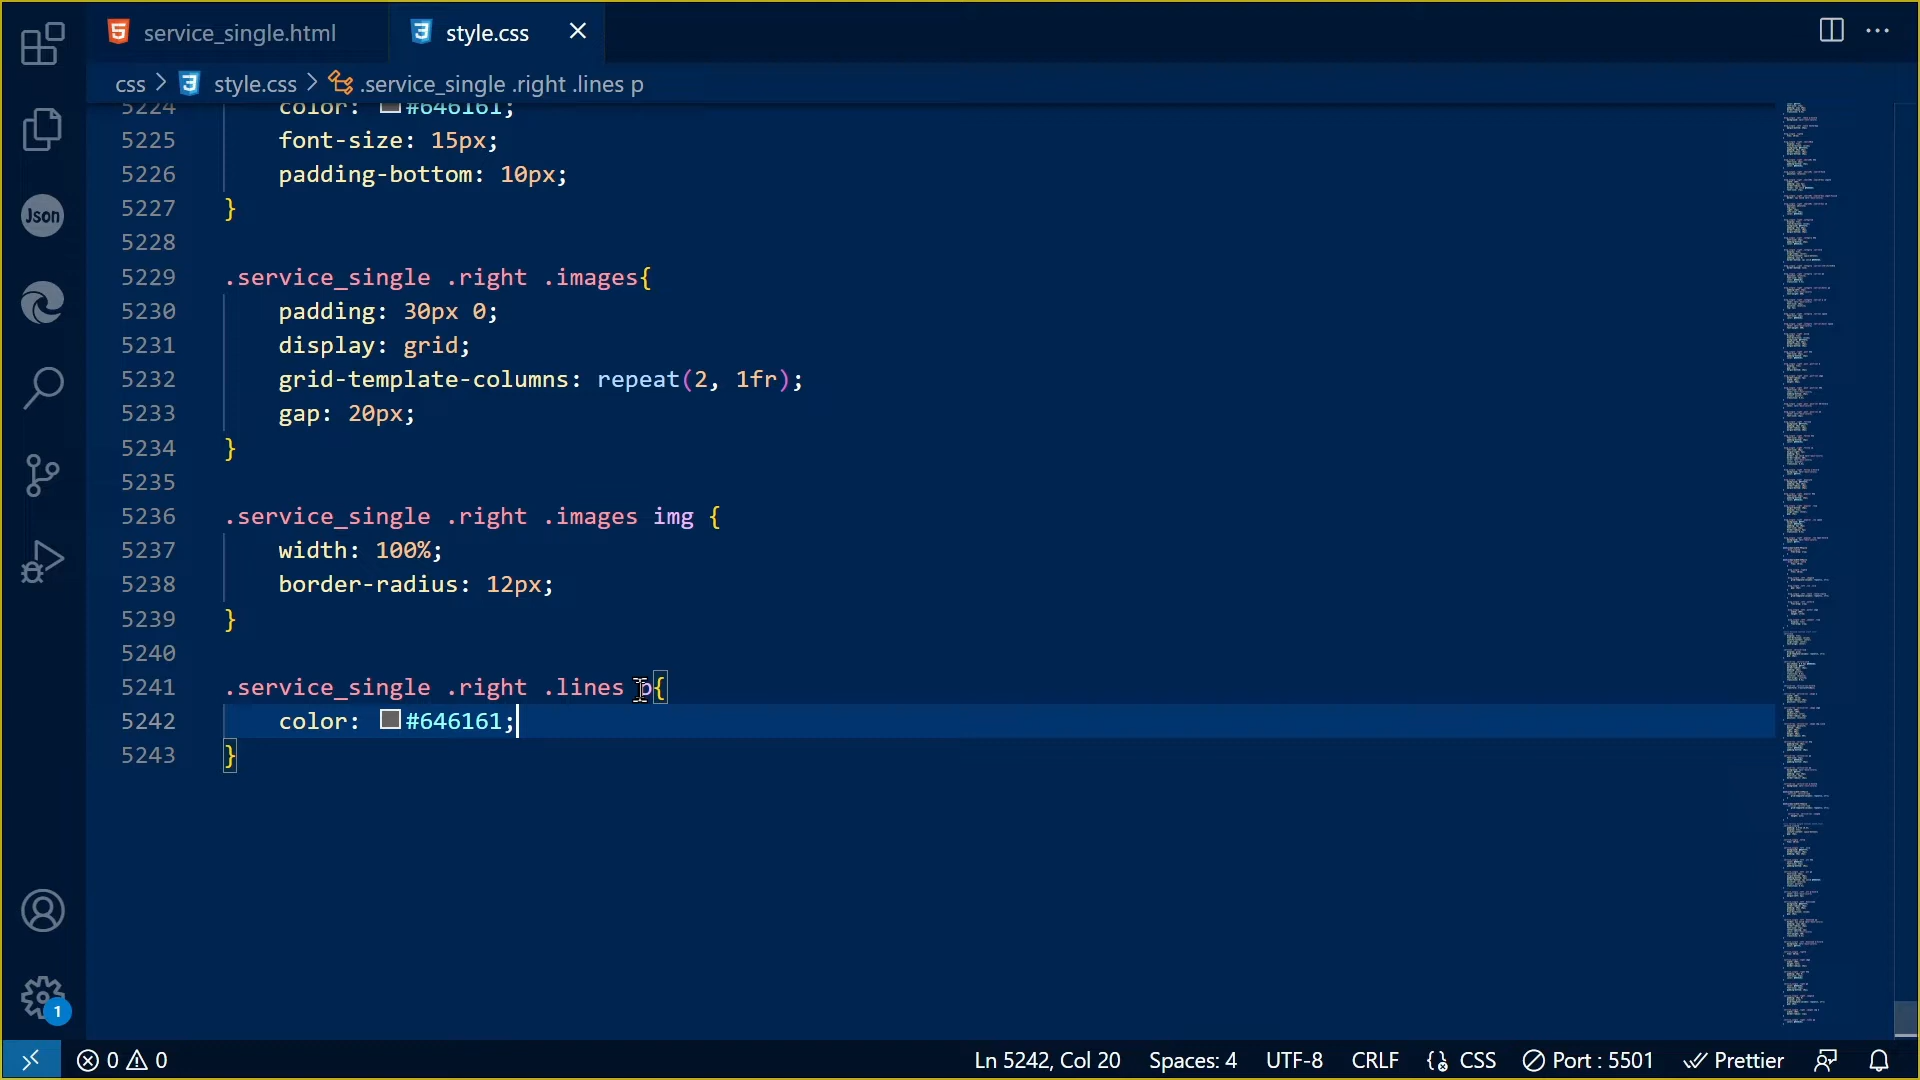 service_single.html
style.css
css > style.css > .service_single .right .lines p
5224 color: #646161;
5225 font-size: 15px;
5226 padding-bottom: 10px;
5227 }
5228
5229 .service_single .right .images{
5230 padding: 30px 0;
5231 display: grid;
5232 grid-template-columns: repeat(2, 1fr);
5233 gap: 20px;
5234 }
5235
5236 .service_single .right .images img {
5237 width: 100%;
5238 border-radius: 12px;
5239 }
5240
5241 .service_single .right .lines p{
5242 color: #646161;
5243 }
Json
1
0 0
Ln 5242, Col 20 Spaces: 4 UTF-8 CRLF CSS Port : 5501 Prettier